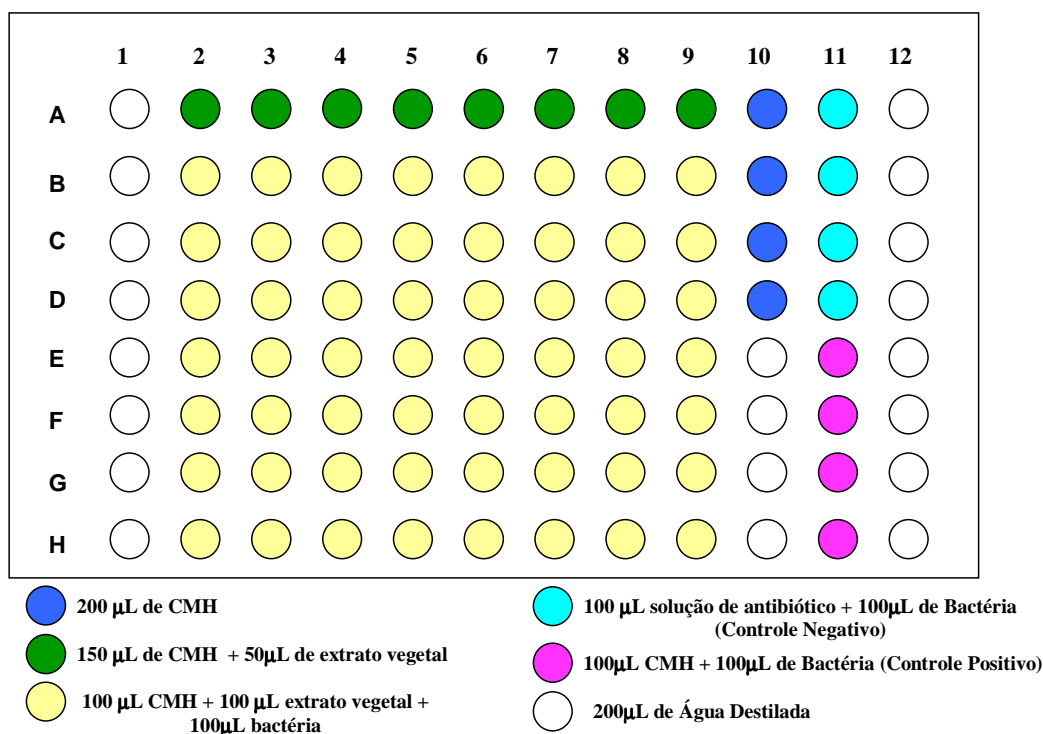 1 2 3 4 5 6 7 8 9 10 11 12
A
B
C
D
E
F
G
H
200 µL de CMH
150 µL de CMH + 50µL de extrato vegetal
100 µL CMH + 100 µL extrato vegetal +
100µL bactéria
100 µL solução de antibiótico + 100µL de Bactéria
(Controle Negativo)
100µL CMH + 100µL de Bactéria (Controle Positivo)
200µL de Água Destilada